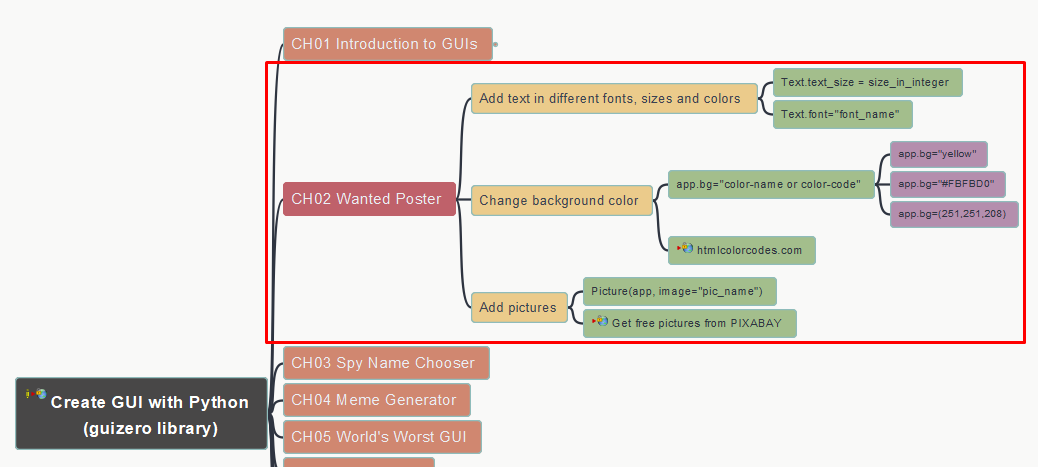 CH01 Introduction to GUIs
CH02 Wanted Poster
Add text in different fonts, sizes and colors
Text.text_size = size_in_integer
Text.font="font_name"
Change background color
app.bg="color-name or color-code"
app.bg="yellow"
app.bg="#FBFBD0"
app.bg=(251,251,208)
htmlcolorcodes.com
Add pictures
Picture(app, image="pic_name")
Get free pictures from PIXABAY
CH03 Spy Name Chooser
CH04 Meme Generator
CH05 World's Worst GUI
Create GUI with Python
(guizero library)